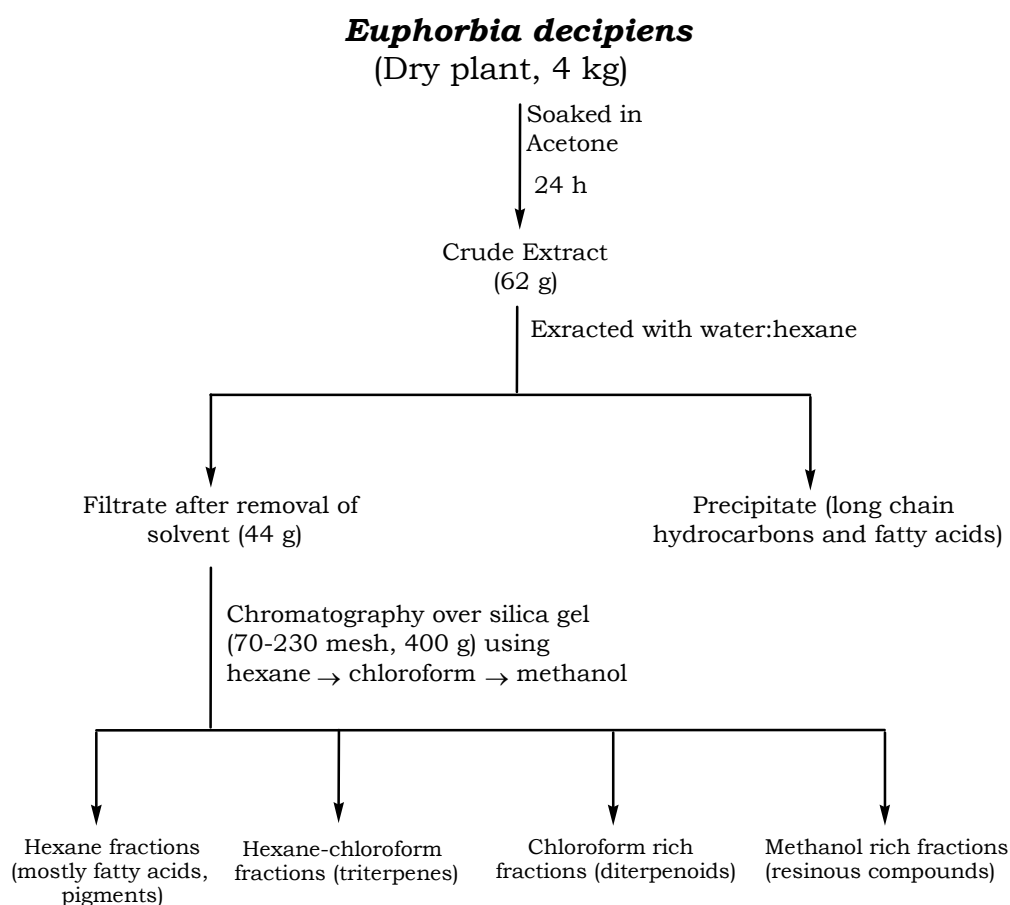 Euphorbia decipiens
(Dry plant, 4 kg)
Soaked in
Acetone
24 h
Crude Extract
(62 g)
Exracted with water:hexane
Filtrate after removal of
solvent (44 g)
Precipitate (long chain
hydrocarbons and fatty acids)
Chromatography over silica gel
(70-230 mesh, 400 g) using
hexane → chloroform → methanol
Hexane fractions
(mostly fatty acids,
pigments)
Hexane-chloroform
fractions (triterpenes)
Chloroform rich
fractions (diterpenoids)
Methanol rich fractions
(resinous compounds)